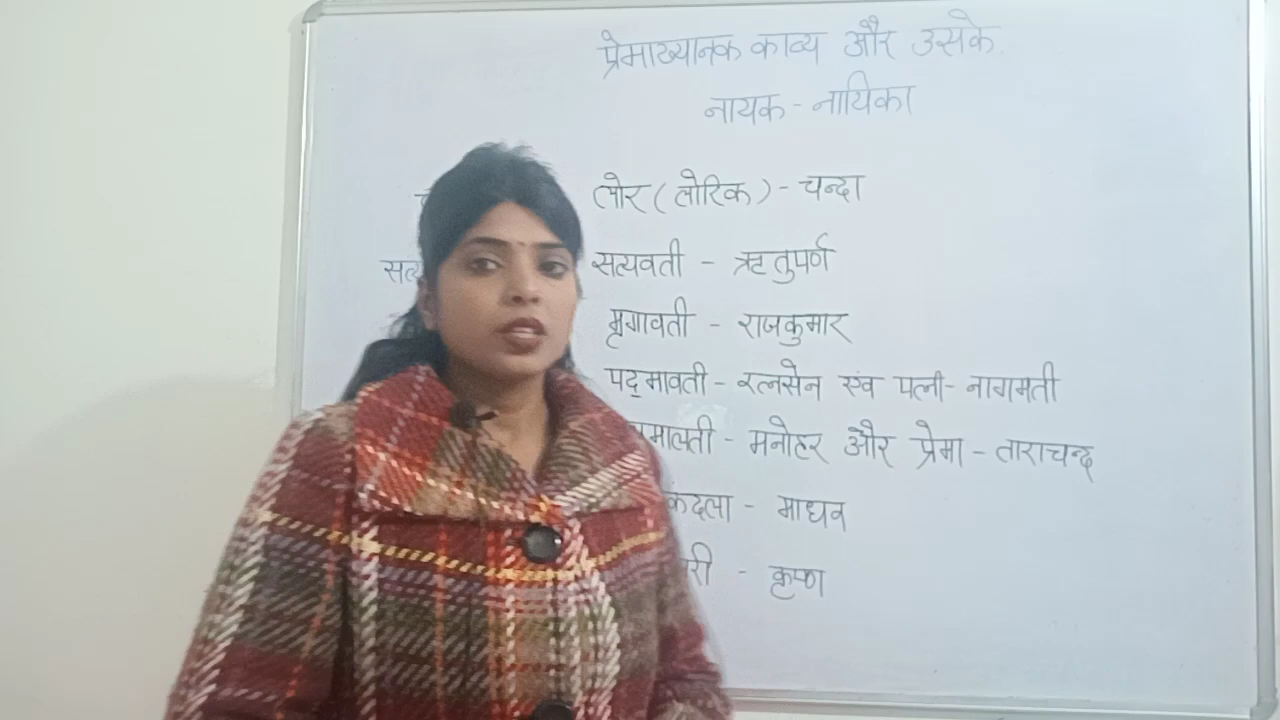 प्रेमाख्यानक काव्य और उसके
नायक - नायिका
लोर (लोरिक) - चन्दा
सत्यवती - ऋतुपर्ण
मृगावती - राजकुमार
पद्मावती - रत्नसेन एवं पत्नी - नागमती
मालती - मनोहर और प्रेमा - ताराचन्द
कंदला - माधव
री - कृष्ण